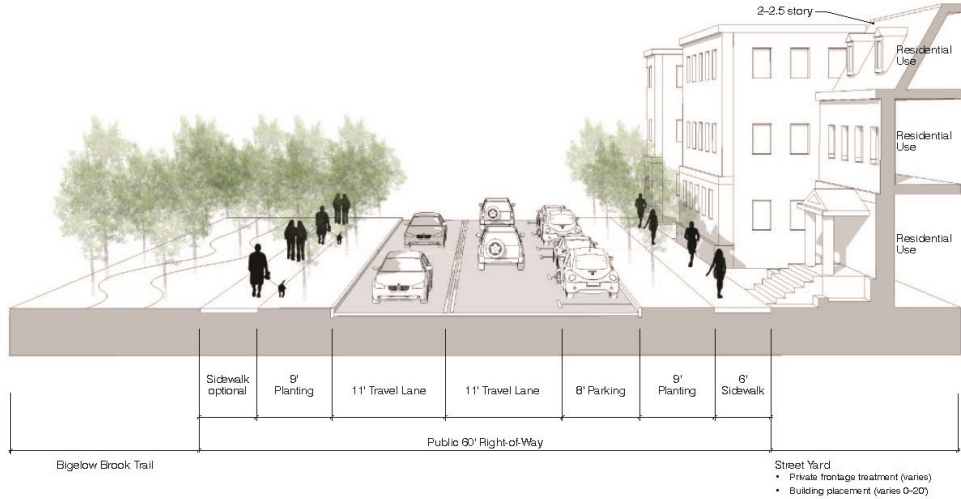 2–2.5 story
Residential
Use
Residential
Use
Residential
Use
Sidewalk
optional
9'
Planting
11' Travel Lane
11' Travel Lane
8' Parking
9'
Planting
6'
Sidewalk
Public 60' Right-of-Way
Bigelow Brook Trail
Street Yard
• Private frontage treatment (varies)
• Building placement (varies 0–20')